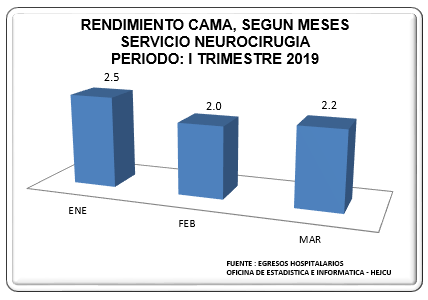 RENDIMIENTO CAMA, SEGUN MESES
SERVICIO NEUROCIRUGIA
PERIODO: I TRIMESTRE 2019
2.5
2.0
2.2
ENE
FEB
MAR
FUENTE : EGRESOS HOSPITALARIOS
OFICINA DE ESTADISTICA E INFORMATICA - HEJCU